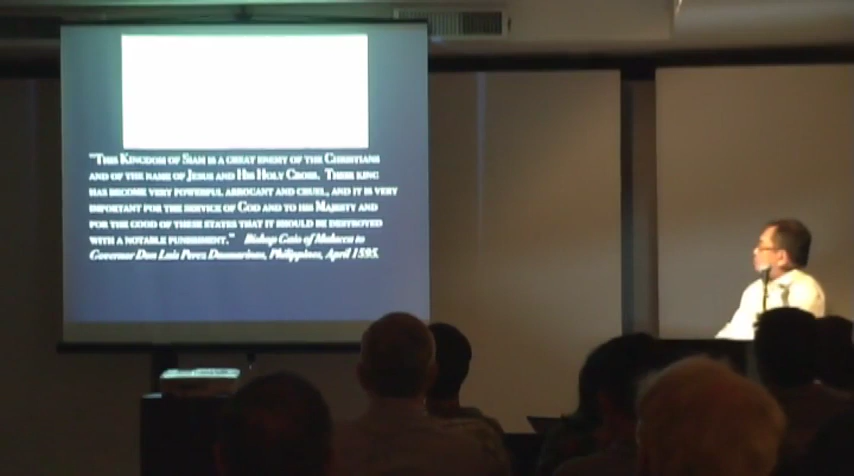 "This Kingdom of Siam is a great enemy of the Christians
and of the name of Jesus and His Holy Cross. Their king
has become very powerful, arrogant and cruel, and it is very
important for the service of God and to his Majesty and
for the good of these states that it should be destroyed
with a notable punishment." Bishop Gaio of Malacca to
Governor Don Luis Perez Dasmarinas, Philippines, April 1595.